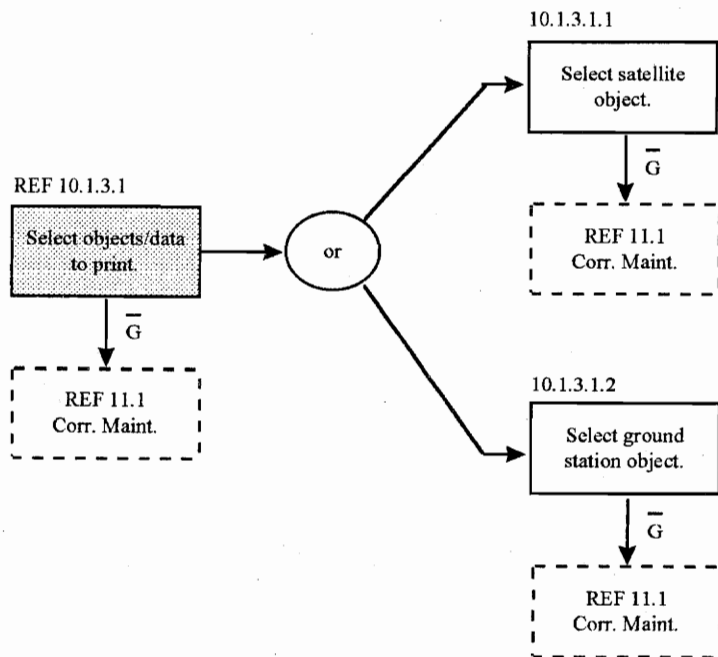 10.1.3.1.1
Select satellite
object.
G̅
REF 11.1
Corr. Maint.
REF 10.1.3.1
Select objects/data
to print.
G̅
REF 11.1
Corr. Maint.
or
10.1.3.1.2
Select ground
station object.
G̅
REF 11.1
Corr. Maint.